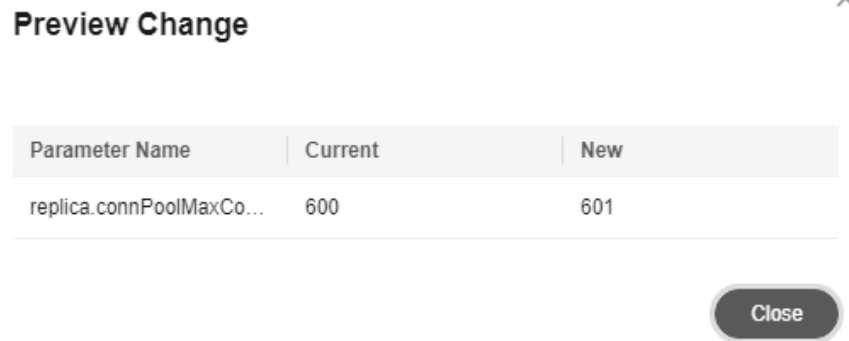 Preview Change
Parameter Name Current New
replica.connPoolMaxCo... 600 601
Close